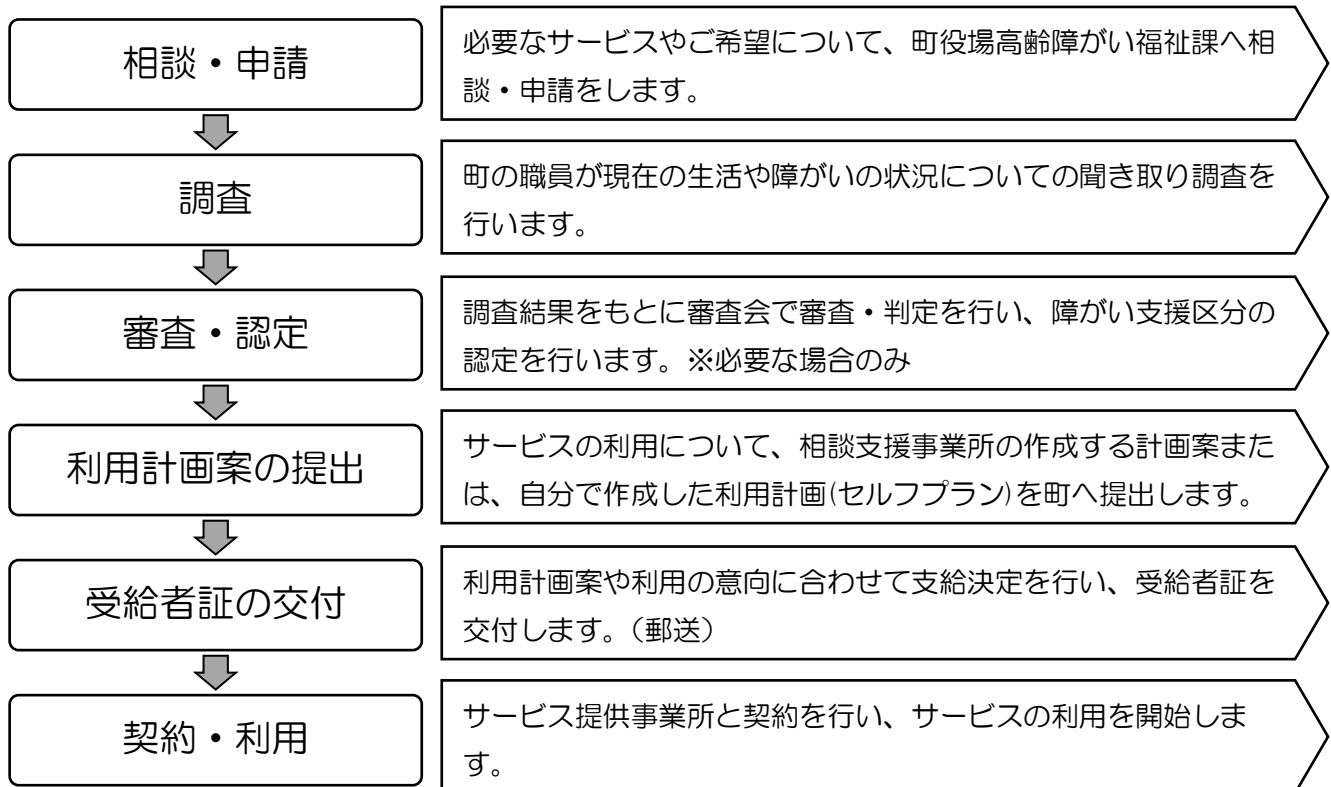 相談・申請
必要なサービスやご希望について、町役場高齢障がい福祉課へ相
談・申請をします。
調査
町の職員が現在の生活や障がいの状況についての聞き取り調査を
行います。
審査・認定
調査結果をもとに審査会で審査・判定を行い、障がい支援区分の
認定を行います。※必要な場合のみ
利用計画案の提出
サービスの利用について、相談支援事業所の作成する計画案また
は、自分で作成した利用計画(セルフプラン)を町へ提出します。
受給者証の交付
利用計画案や利用の意向に合わせて支給決定を行い、受給者証を
交付します。（郵送）
契約・利用
サービス提供事業所と契約を行い、サービスの利用を開始しま
す。